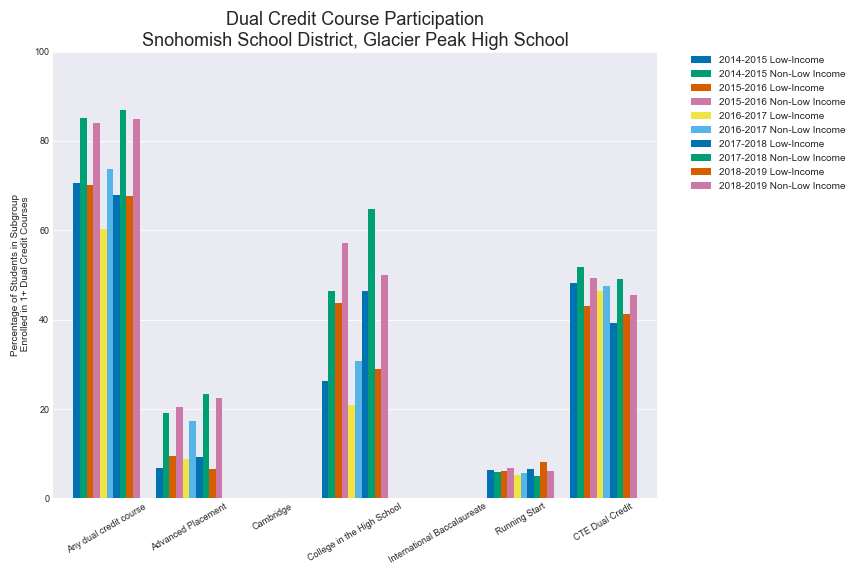 Dual Credit Course Participation
Snohomish School District, Glacier Peak High School
Percentage of Students in Subgroup
Enrolled in 1+ Dual Credit Courses
100
80
60
40
20
0
Any dual credit course
Advanced Placement
Cambridge
College in the High School
International Baccalaureate
Running Start
CTE Dual Credit
2014-2015 Low-Income
2014-2015 Non-Low Income
2015-2016 Low-Income
2015-2016 Non-Low Income
2016-2017 Low-Income
2016-2017 Non-Low Income
2017-2018 Low-Income
2017-2018 Non-Low Income
2018-2019 Low-Income
2018-2019 Non-Low Income